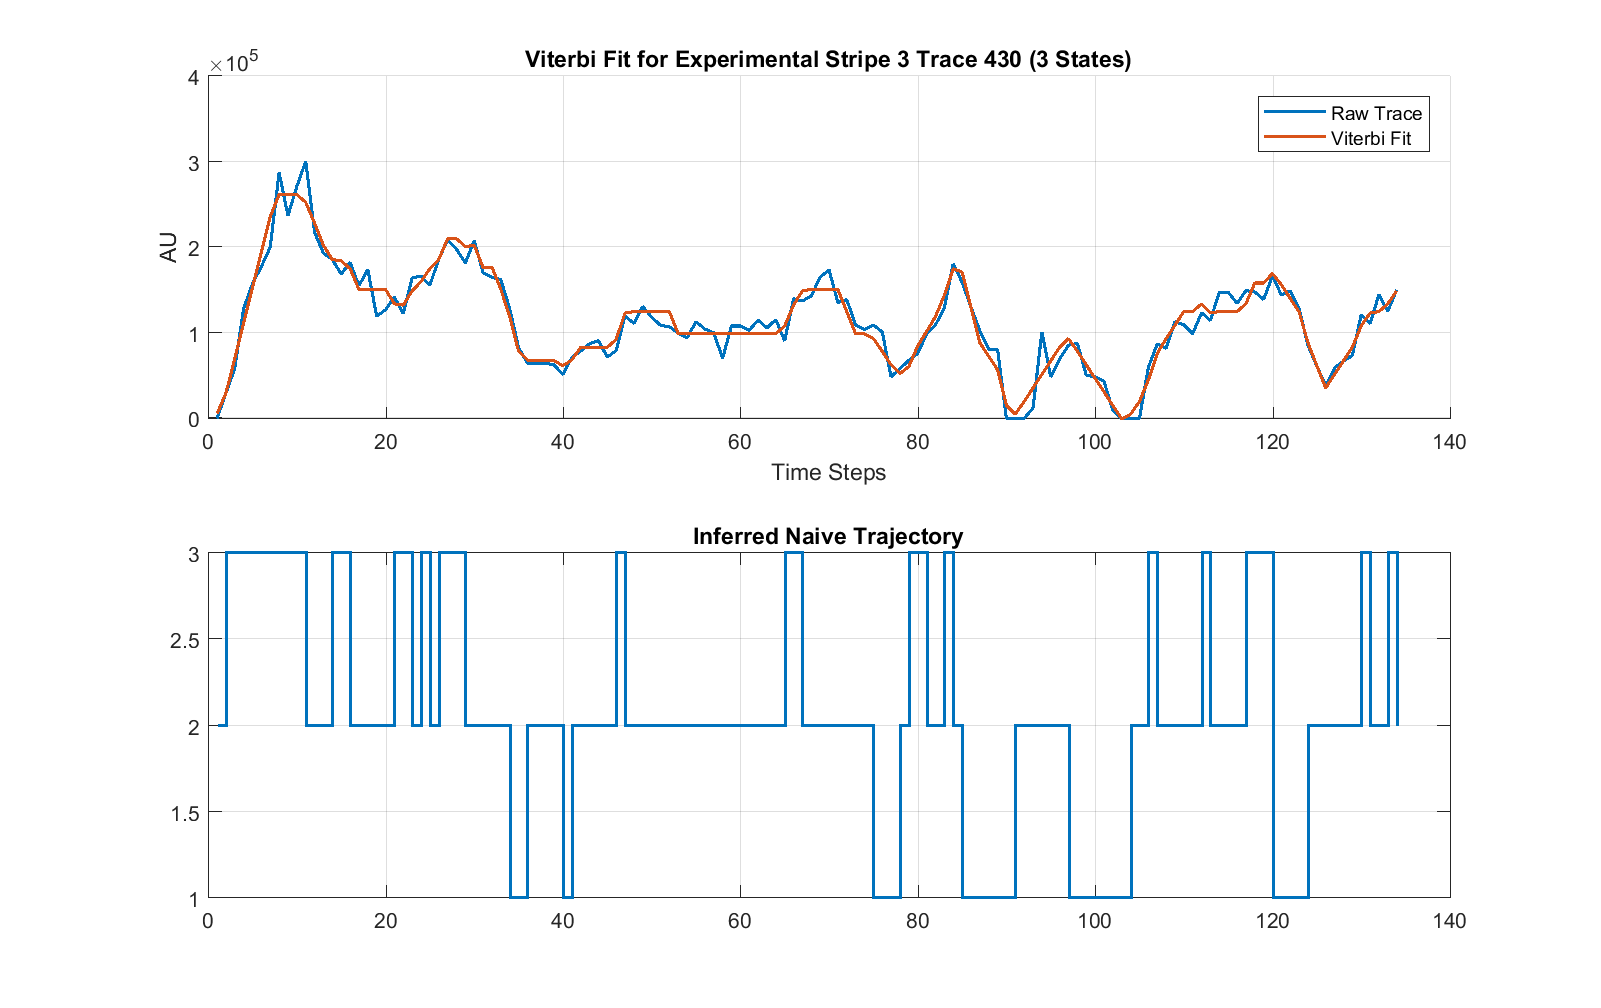 Viterbi Fit for Experimental Stripe 3 Trace 430 (3 States)
×10^5
4
3
2
1
0
AU
Raw Trace
Viterbi Fit
0 20 40 60 80 100 120 140
Time Steps
Inferred Naive Trajectory
3
2.5
2
1.5
1
0 20 40 60 80 100 120 140